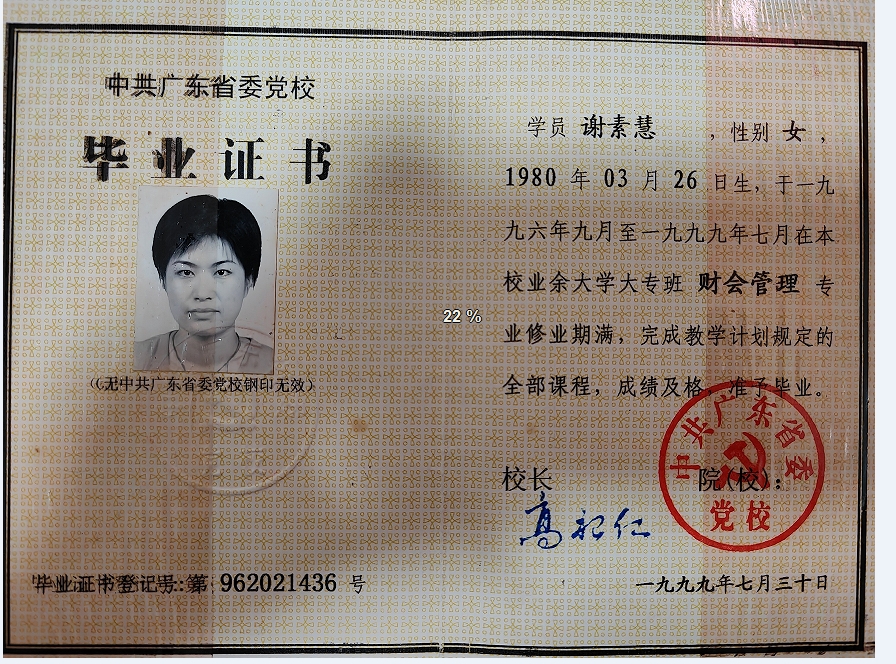 中共广东省委党校
毕业证书
(无中共广东省委党校钢印无效)
毕业证书登记号:第 962021436 号
22 %
学员 谢素慧 ,性别 女,
1980 年 03 月 26 日生,于一九
九六年九月至一九九九年七月在本
校业余大学大专班 财会管理 专
业修业期满,完成教学计划规定的
全部课程,成绩及格,准予毕业。
校长 院(校):
中共广东省委
党校
一九九九年七月三十日